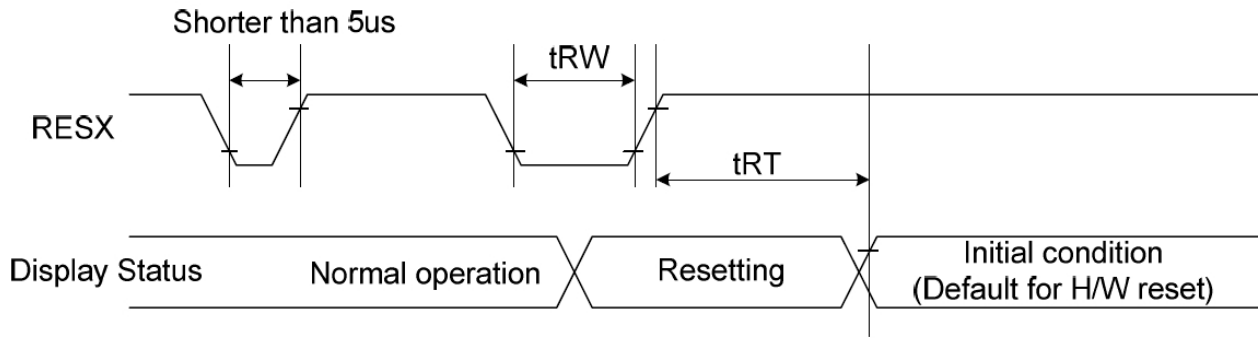 Shorter than 5us
tRW
RESX
tRT
Display Status
Normal operation
Resetting
Initial condition
(Default for H/W reset)